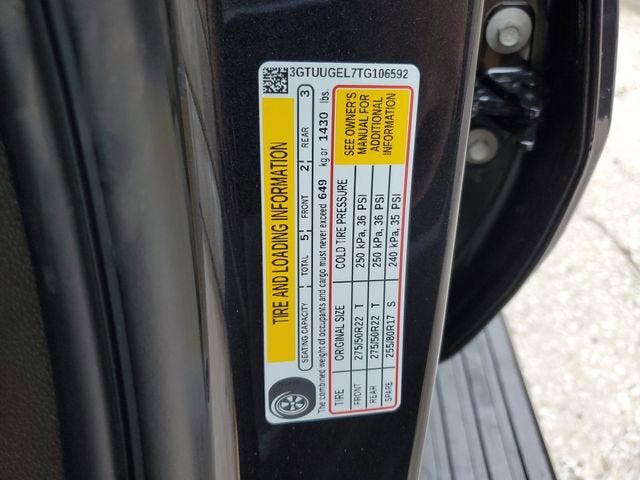 3GTUUGEL7TG106592
TIRE AND LOADING INFORMATION
SEATING CAPACITY TOTAL 5 FRONT 2 REAR 3
The combined weight of occupants and cargo must never exceed 649 kg or 1430 lbs.
TIRE ORIGINAL SIZE COLD TIRE PRESSURE
FRONT 275/50R22 T 250 kPa, 36 PSI
REAR 275/50R22 T 250 kPa, 36 PSI
SPARE 255/80R17 S 240 kPa, 35 PSI
SEE OWNER'S
MANUAL FOR
ADDITIONAL
INFORMATION